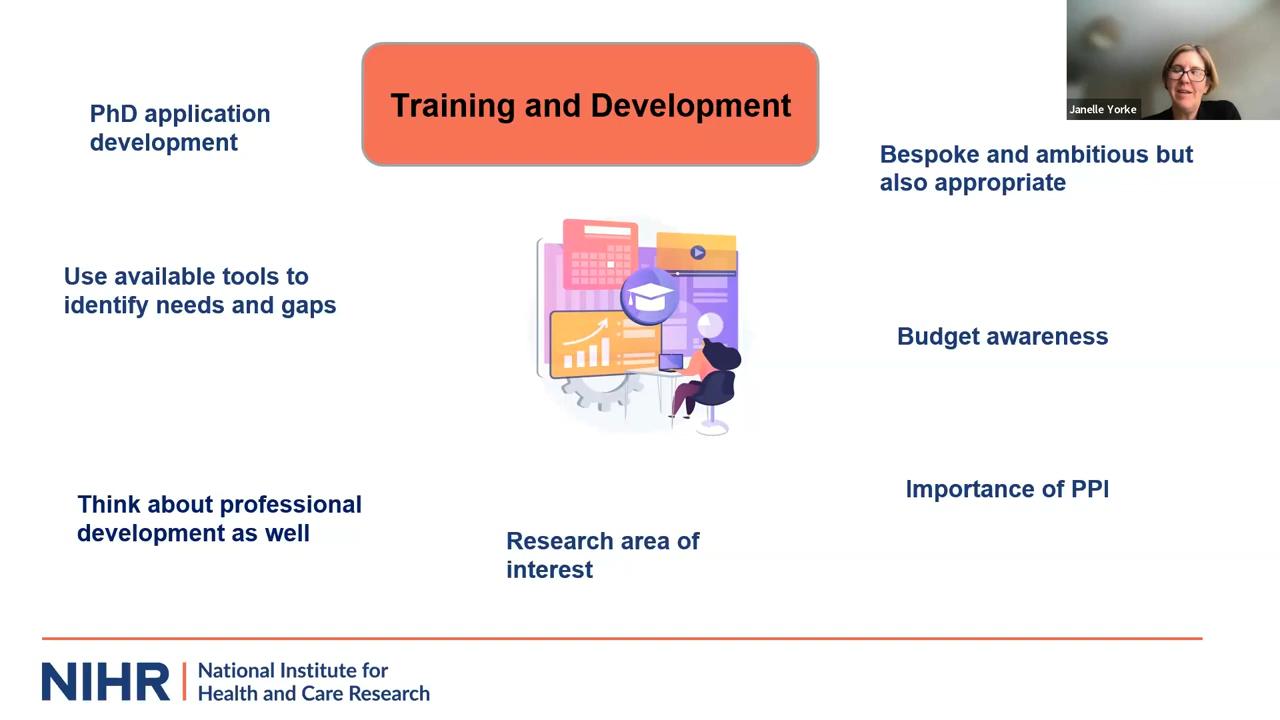 Training and Development
Janelle Yorke
PhD application
development
Bespoke and ambitious but
also appropriate
Use available tools to
identify needs and gaps
Budget awareness
Importance of PPI
Think about professional
development as well
Research area of
interest
NIHR | National Institute for
Health and Care Research